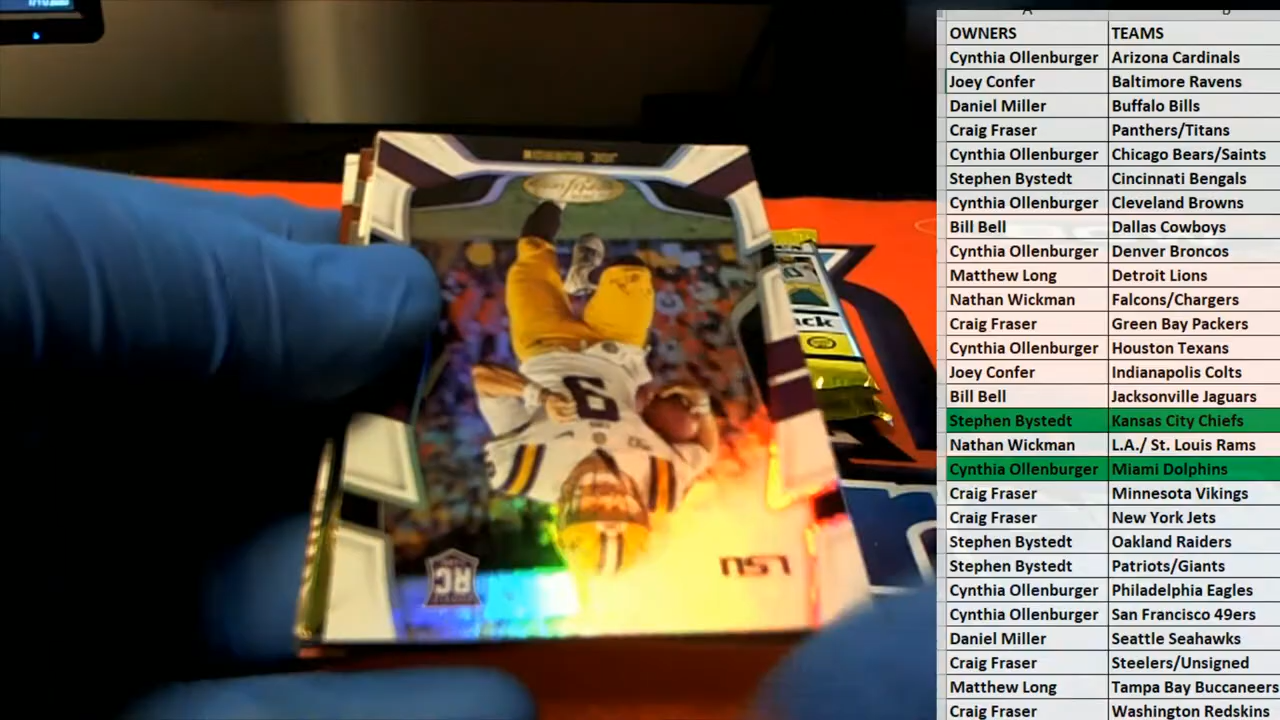 JOE BURROW
9
LSU
RC
ck
OWNERS TEAMS
Cynthia Ollenburger Arizona Cardinals
Joey Confer Baltimore Ravens
Daniel Miller Buffalo Bills
Craig Fraser Panthers/Titans
Cynthia Ollenburger Chicago Bears/Saints
Stephen Bystedt Cincinnati Bengals
Cynthia Ollenburger Cleveland Browns
Bill Bell Dallas Cowboys
Cynthia Ollenburger Denver Broncos
Matthew Long Detroit Lions
Nathan Wickman Falcons/Chargers
Craig Fraser Green Bay Packers
Cynthia Ollenburger Houston Texans
Joey Confer Indianapolis Colts
Bill Bell Jacksonville Jaguars
Stephen Bystedt Kansas City Chiefs
Nathan Wickman L.A./ St. Louis Rams
Cynthia Ollenburger Miami Dolphins
Craig Fraser Minnesota Vikings
Craig Fraser New York Jets
Stephen Bystedt Oakland Raiders
Stephen Bystedt Patriots/Giants
Cynthia Ollenburger Philadelphia Eagles
Cynthia Ollenburger San Francisco 49ers
Daniel Miller Seattle Seahawks
Craig Fraser Steelers/Unsigned
Matthew Long Tampa Bay Buccaneers
Craig Fraser Washington Redskins